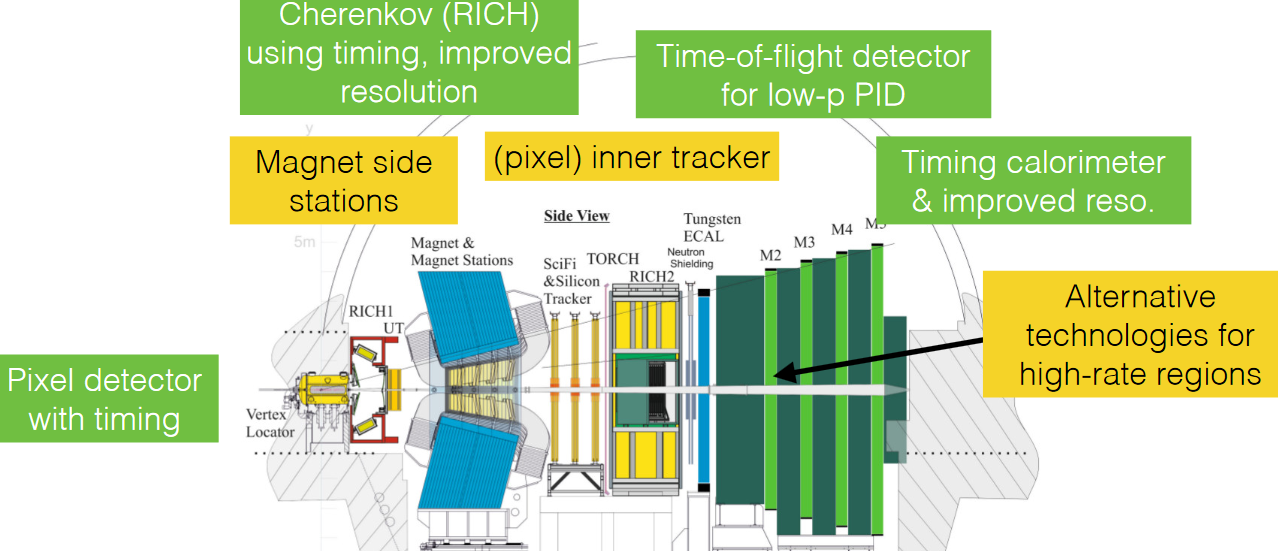 Cherenkov (RICH)
using timing, improved
resolution
Time-of-flight detector
for low-p PID
Magnet side
stations
(pixel) inner tracker
Timing calorimeter
& improved reso.
y
5m
Side View
Magnet &
Magnet Stations
SciFi
&Silicon
Tracker
TORCH
RICH2
Tungsten
ECAL
Neutron
Shielding
M2
M3
M4
M5
RICH1
UT
Alternative
technologies for
high-rate regions
Pixel detector
with timing
Vertex
Locator